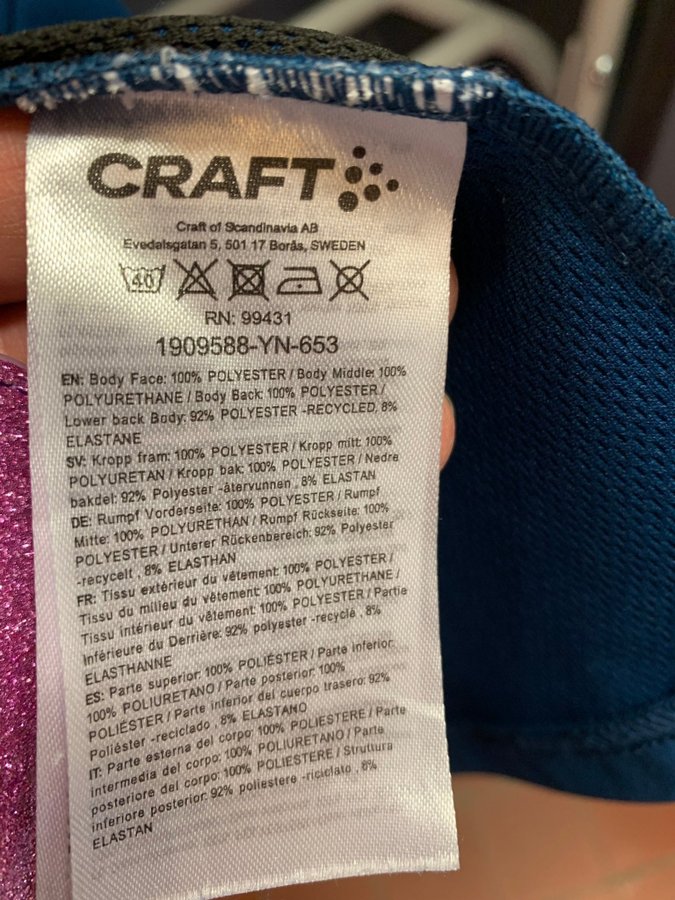 CRAFT
Craft of Scandinavia AB
Evedalsgatan 5, 501 17 Borås, SWEDEN
40
RN: 99431
1909588-YN-653
EN: Body Face: 100% POLYESTER / Body Middle: 100%
POLYURETHANE / Body Back: 100% POLYESTER /
Lower back Body: 92% POLYESTER -RECYCLED, 8%
ELASTANE
SV: Kropp fram: 100% POLYESTER / Kropp mitt: 100%
POLYURETAN / Kropp bak: 100% POLYESTER / Nedre
bakdel: 92% Polyester -återvunnen , 8% ELASTAN
DE: Rumpf Vorderseite: 100% POLYESTER / Rumpf
Mitte: 100% POLYURETHAN / Rumpf Rückseite: 100%
POLYESTER / Unterer Rückenbereich: 92% Polyester
-recycelt , 8% ELASTHAN
FR: Tissu extérieur du vêtement: 100% POLYESTER /
Tissu du milieu du vêtement: 100% POLYURETHANE /
Tissu intérieur du vêtement: 100% POLYESTER / Partie
Inférieure du Derrière: 92% polyester -recyclé , 8%
ELASTHANNE
ES: Parte superior: 100% POLIÉSTER / Parte inferior:
100% POLIURETANO / Parte posterior: 100%
POLIÉSTER / Parte inferior del cuerpo trasero: 92%
Poliéster -reciclado , 8% ELASTANO
IT: Parte esterna del corpo: 100% POLIESTERE / Parte
intermedia del corpo: 100% POLIURETANO / Parte
posteriore del corpo: 100% POLIESTERE / Struttura
inferiore posterior: 92% poliestere -riciclato , 8%
ELASTAN